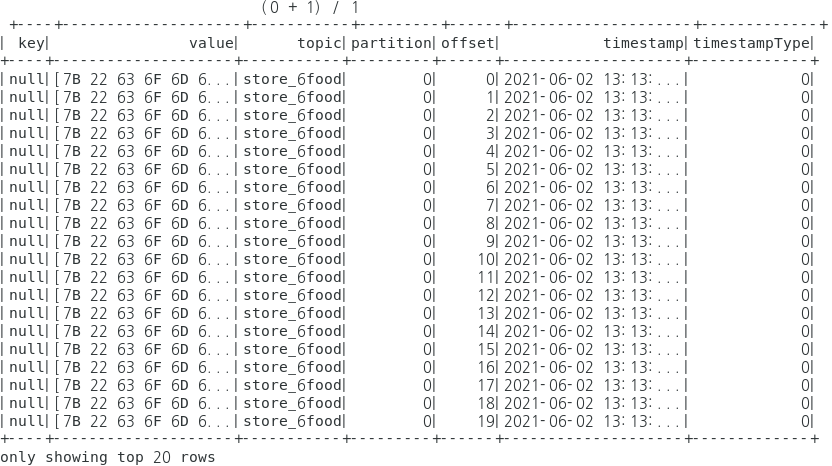 (0 + 1) / 1
+----+--------------------+-----------+---------+------+--------------------+-------------+
| key| value| topic|partition|offset| timestamp|timestampType|
+----+--------------------+-----------+---------+------+--------------------+-------------+
|null|[7B 22 63 6F 6D 6...|store_6food| 0| 0|2021-06-02 13:13:...| 0|
|null|[7B 22 63 6F 6D 6...|store_6food| 0| 1|2021-06-02 13:13:...| 0|
|null|[7B 22 63 6F 6D 6...|store_6food| 0| 2|2021-06-02 13:13:...| 0|
|null|[7B 22 63 6F 6D 6...|store_6food| 0| 3|2021-06-02 13:13:...| 0|
|null|[7B 22 63 6F 6D 6...|store_6food| 0| 4|2021-06-02 13:13:...| 0|
|null|[7B 22 63 6F 6D 6...|store_6food| 0| 5|2021-06-02 13:13:...| 0|
|null|[7B 22 63 6F 6D 6...|store_6food| 0| 6|2021-06-02 13:13:...| 0|
|null|[7B 22 63 6F 6D 6...|store_6food| 0| 7|2021-06-02 13:13:...| 0|
|null|[7B 22 63 6F 6D 6...|store_6food| 0| 8|2021-06-02 13:13:...| 0|
|null|[7B 22 63 6F 6D 6...|store_6food| 0| 9|2021-06-02 13:13:...| 0|
|null|[7B 22 63 6F 6D 6...|store_6food| 0| 10|2021-06-02 13:13:...| 0|
|null|[7B 22 63 6F 6D 6...|store_6food| 0| 11|2021-06-02 13:13:...| 0|
|null|[7B 22 63 6F 6D 6...|store_6food| 0| 12|2021-06-02 13:13:...| 0|
|null|[7B 22 63 6F 6D 6...|store_6food| 0| 13|2021-06-02 13:13:...| 0|
|null|[7B 22 63 6F 6D 6...|store_6food| 0| 14|2021-06-02 13:13:...| 0|
|null|[7B 22 63 6F 6D 6...|store_6food| 0| 15|2021-06-02 13:13:...| 0|
|null|[7B 22 63 6F 6D 6...|store_6food| 0| 16|2021-06-02 13:13:...| 0|
|null|[7B 22 63 6F 6D 6...|store_6food| 0| 17|2021-06-02 13:13:...| 0|
|null|[7B 22 63 6F 6D 6...|store_6food| 0| 18|2021-06-02 13:13:...| 0|
|null|[7B 22 63 6F 6D 6...|store_6food| 0| 19|2021-06-02 13:13:...| 0|
+----+--------------------+-----------+---------+------+--------------------+-------------+
only showing top 20 rows